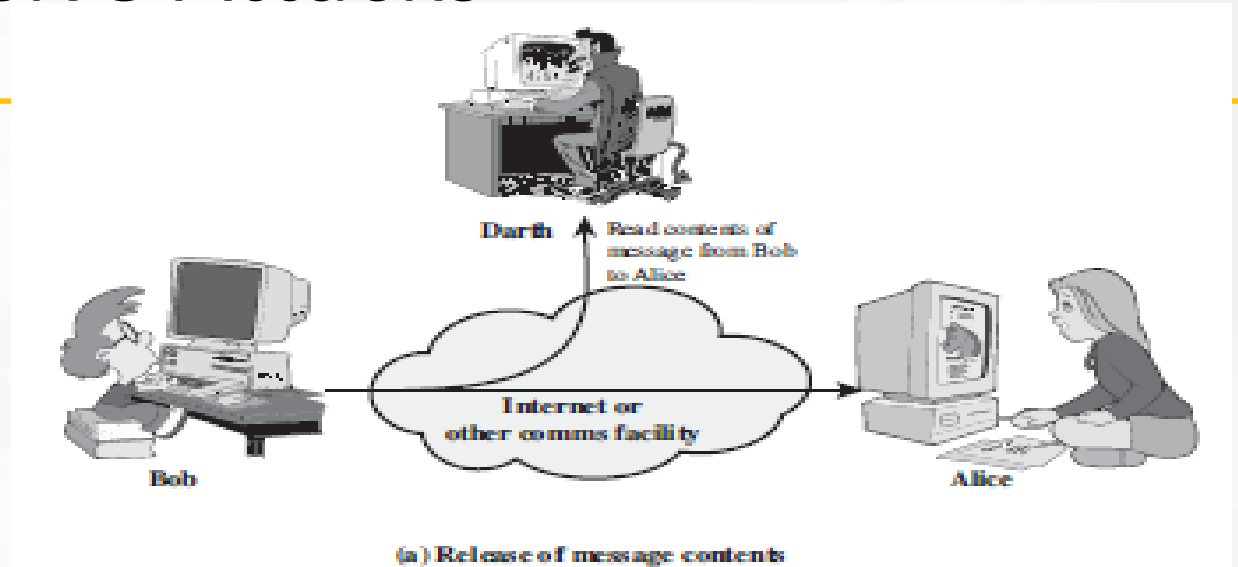 Darth
Read contents of
message from Bob
to Alice
Internet or
other comms facility
Bob
Alice
(a) Release of message contents